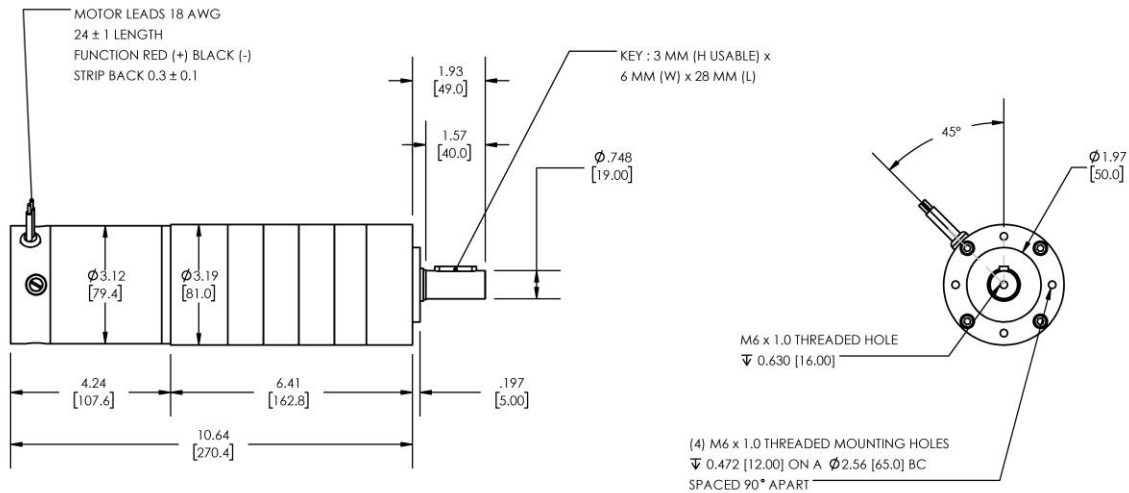 MOTOR LEADS 18 AWG
24 ± 1 LENGTH
FUNCTION RED (+) BLACK (-)
STRIP BACK 0.3 ± 0.1
KEY : 3 MM (H USABLE) x
6 MM (W) x 28 MM (L)
1.93
[49.0]
1.57
[40.0]
Ø.748
[19.00]
45°
Ø1.97
[50.0]
Ø3.12
[79.4]
Ø3.19
[81.0]
M6 x 1.0 THREADED HOLE
↧ 0.630 [16.00]
4.24
[107.6]
6.41
[162.8]
.197
[5.00]
10.64
[270.4]
(4) M6 x 1.0 THREADED MOUNTING HOLES
↧ 0.472 [12.00] ON A Ø2.56 [65.0] BC
SPACED 90° APART